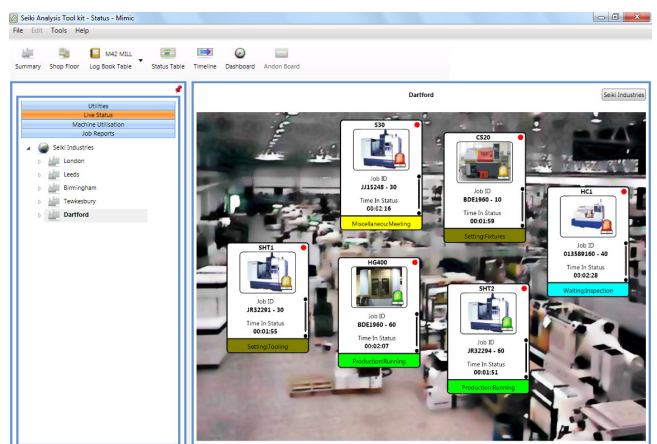 Seiki Analysis Tool kit - Status - Mimic
File Edit Tools Help
M42 MILL
Summary Shop Floor Log Book Table Status Table Timeline Dashboard Andon Board
Dartford
Seiki Industries
Utilities
Live Status
Machine Utilisation
Job Reports
Seiki Industries
London
Leeds
Birmingham
Tewkesbury
Dartford
S30
Job ID
JJ15248 - 30
Time In Status
00:02:16
Miscellaneou:Meeting
CS20
Job ID
BDE1960 - 10
Time In Status
00:01:59
Setting:Fixtures
HC1
Job ID
013589160 - 40
Time In Status
00:02:28
Waiting:Inspection
SHT1
Job ID
JR32291 - 30
Time In Status
00:01:55
Setting:Tooling
HG400
Job ID
BDE1960 - 60
Time In Status
00:02:07
Production:Running
SHT2
Job ID
JR32294 - 60
Time In Status
00:01:51
Production:Running